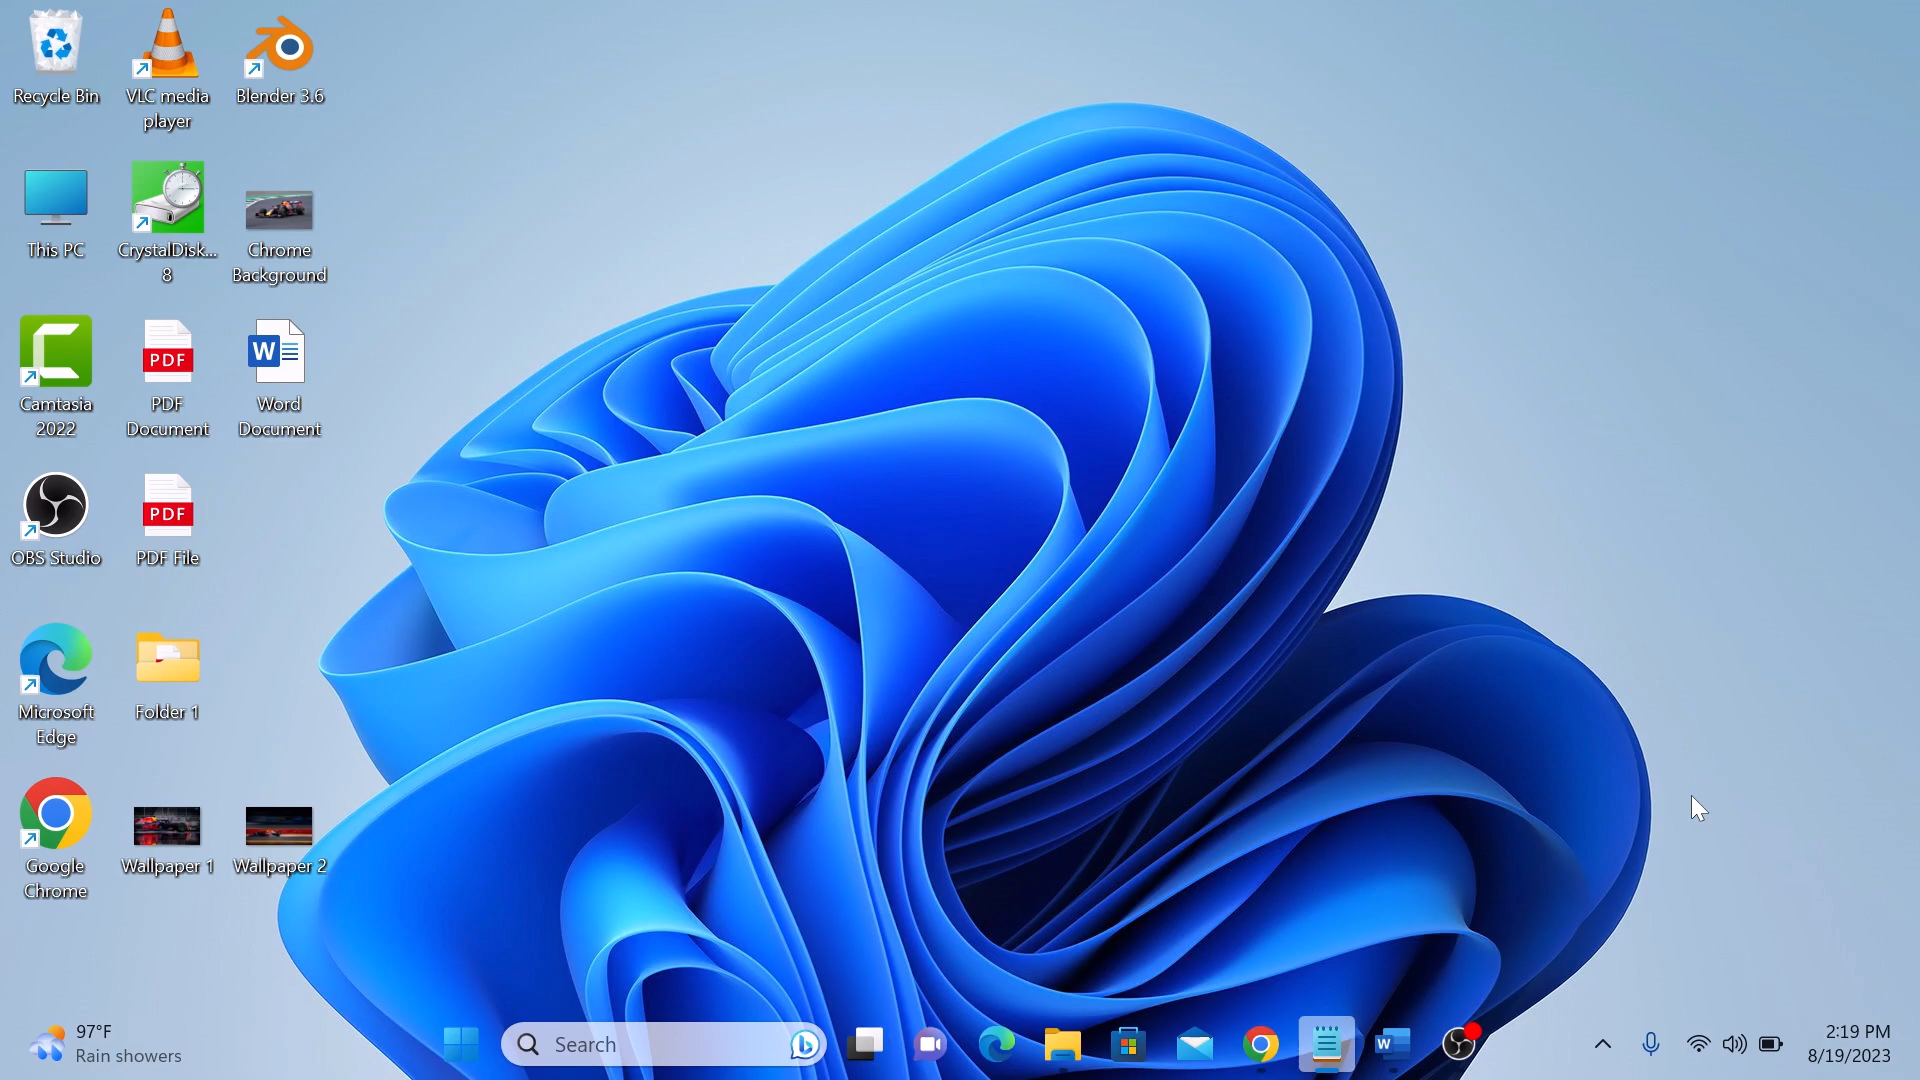 Recycle Bin
VLC media
player
Blender 3.6
This PC
CrystalDisk...
8
Chrome
Background
Camtasia
2022
PDF
PDF
Document
W
Word
Document
OBS Studio
PDF
PDF File
Microsoft
Edge
Folder 1
Google
Chrome
Wallpaper 1
Wallpaper 2
97°F
Rain showers
Search
W
2:19 PM
8/19/2023